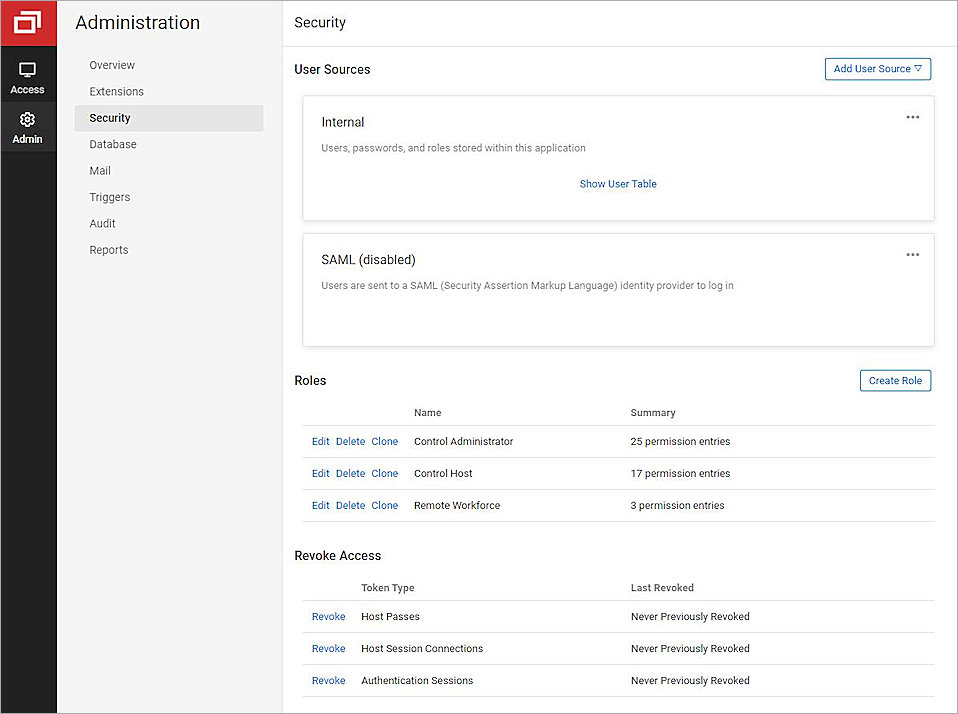 Administration
Access
Admin
Overview
Extensions
Security
Database
Mail
Triggers
Audit
Reports
Security
User Sources
Add User Source
Internal
Users, passwords, and roles stored within this application
Show User Table
SAML (disabled)
Users are sent to a SAML (Security Assertion Markup Language) identity provider to log in
Roles
Create Role
Name Summary
Edit Delete Clone Control Administrator 25 permission entries
Edit Delete Clone Control Host 17 permission entries
Edit Delete Clone Remote Workforce 3 permission entries
Revoke Access
Token Type Last Revoked
Revoke Host Passes Never Previously Revoked
Revoke Host Session Connections Never Previously Revoked
Revoke Authentication Sessions Never Previously Revoked